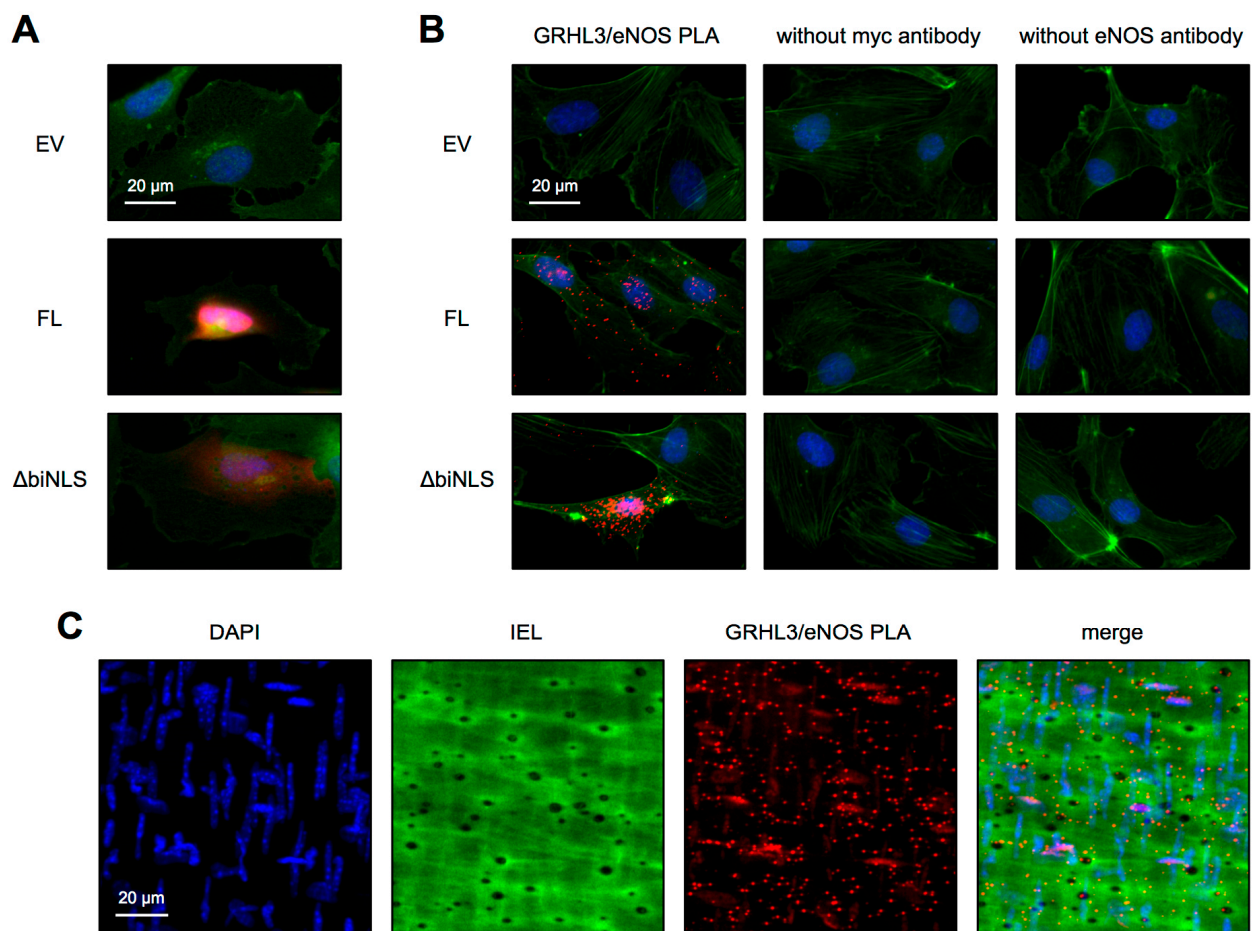 A
EV
20 µm
FL
ΔbiNLS
B
GRHL3/eNOS PLA
without myc antibody
without eNOS antibody
EV
20 µm
FL
ΔbiNLS
C
DAPI
IEL
GRHL3/eNOS PLA
merge
20 µm